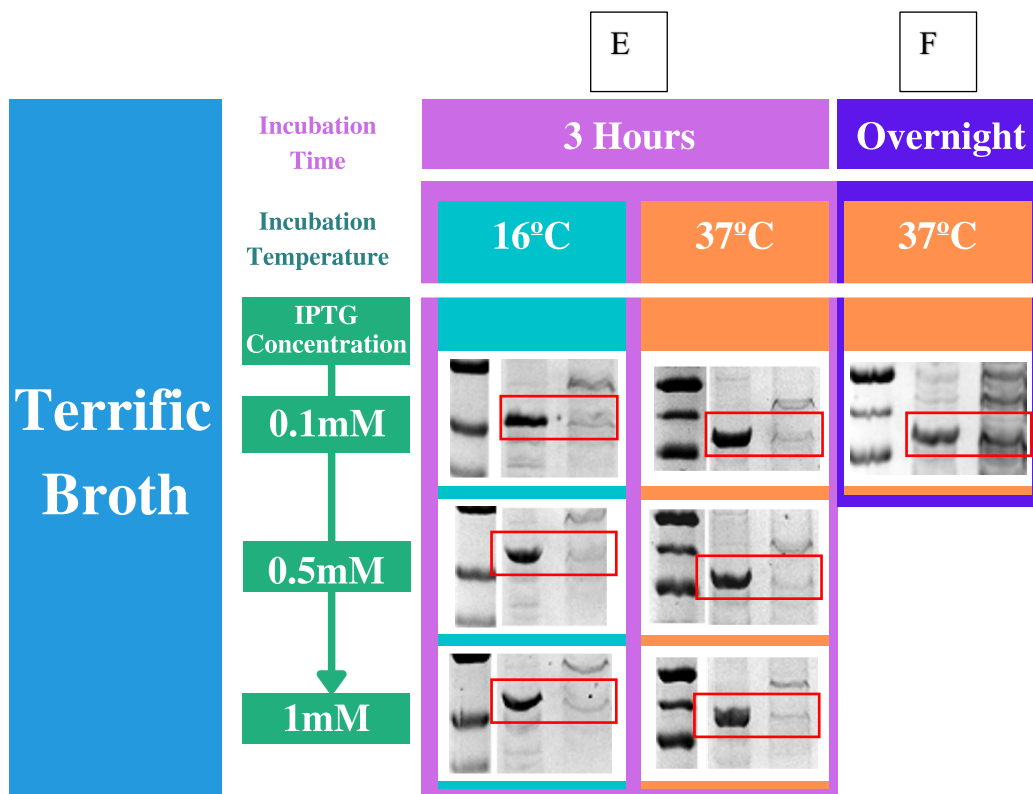 E
F
Incubation
Time
3 Hours
Overnight
Incubation
Temperature
16ºC
37ºC
37ºC
IPTG
Concentration
Terrific
Broth
0.1mM
0.5mM
1mM